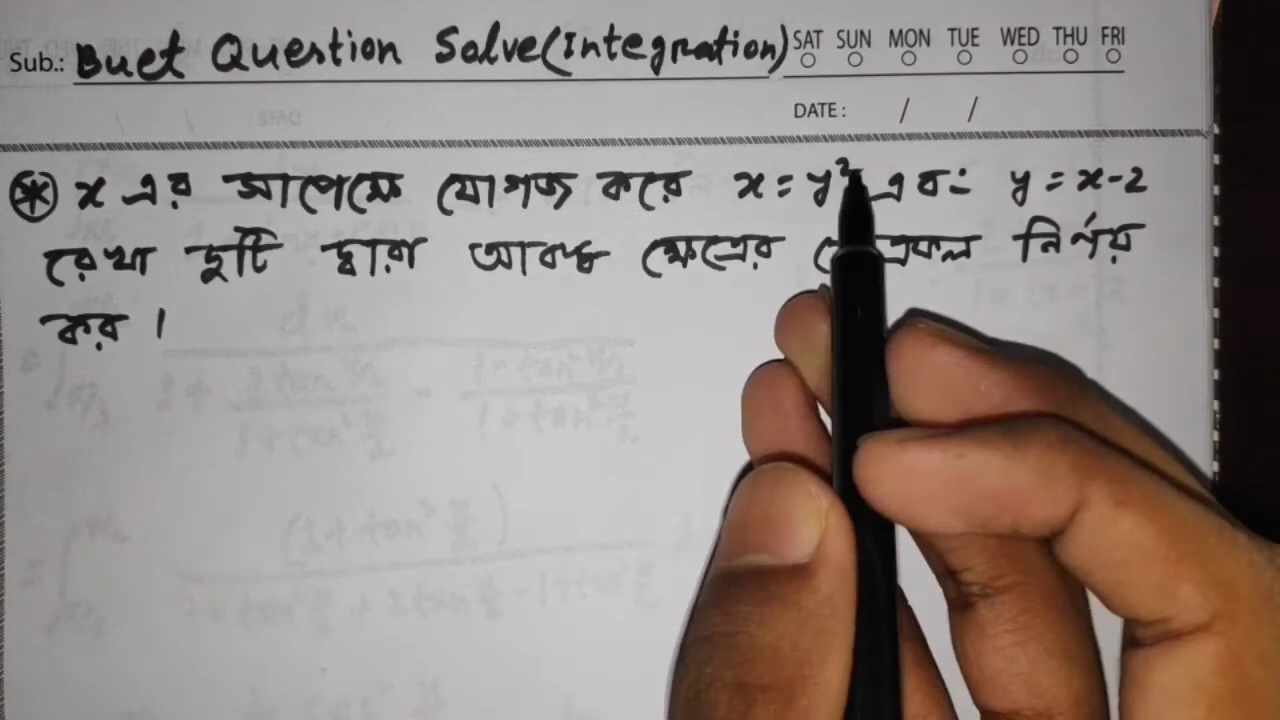 Sub.: Buet Question Solve(Integration) SAT SUN MON TUE WED THU FRI
DATE : / /
x এর সাপেক্ষে যোগজ করে x = y² এবং y = x-2
রেখা দুটি দ্বারা আবদ্ধ ক্ষেত্রের নির্ণয়
কর ।